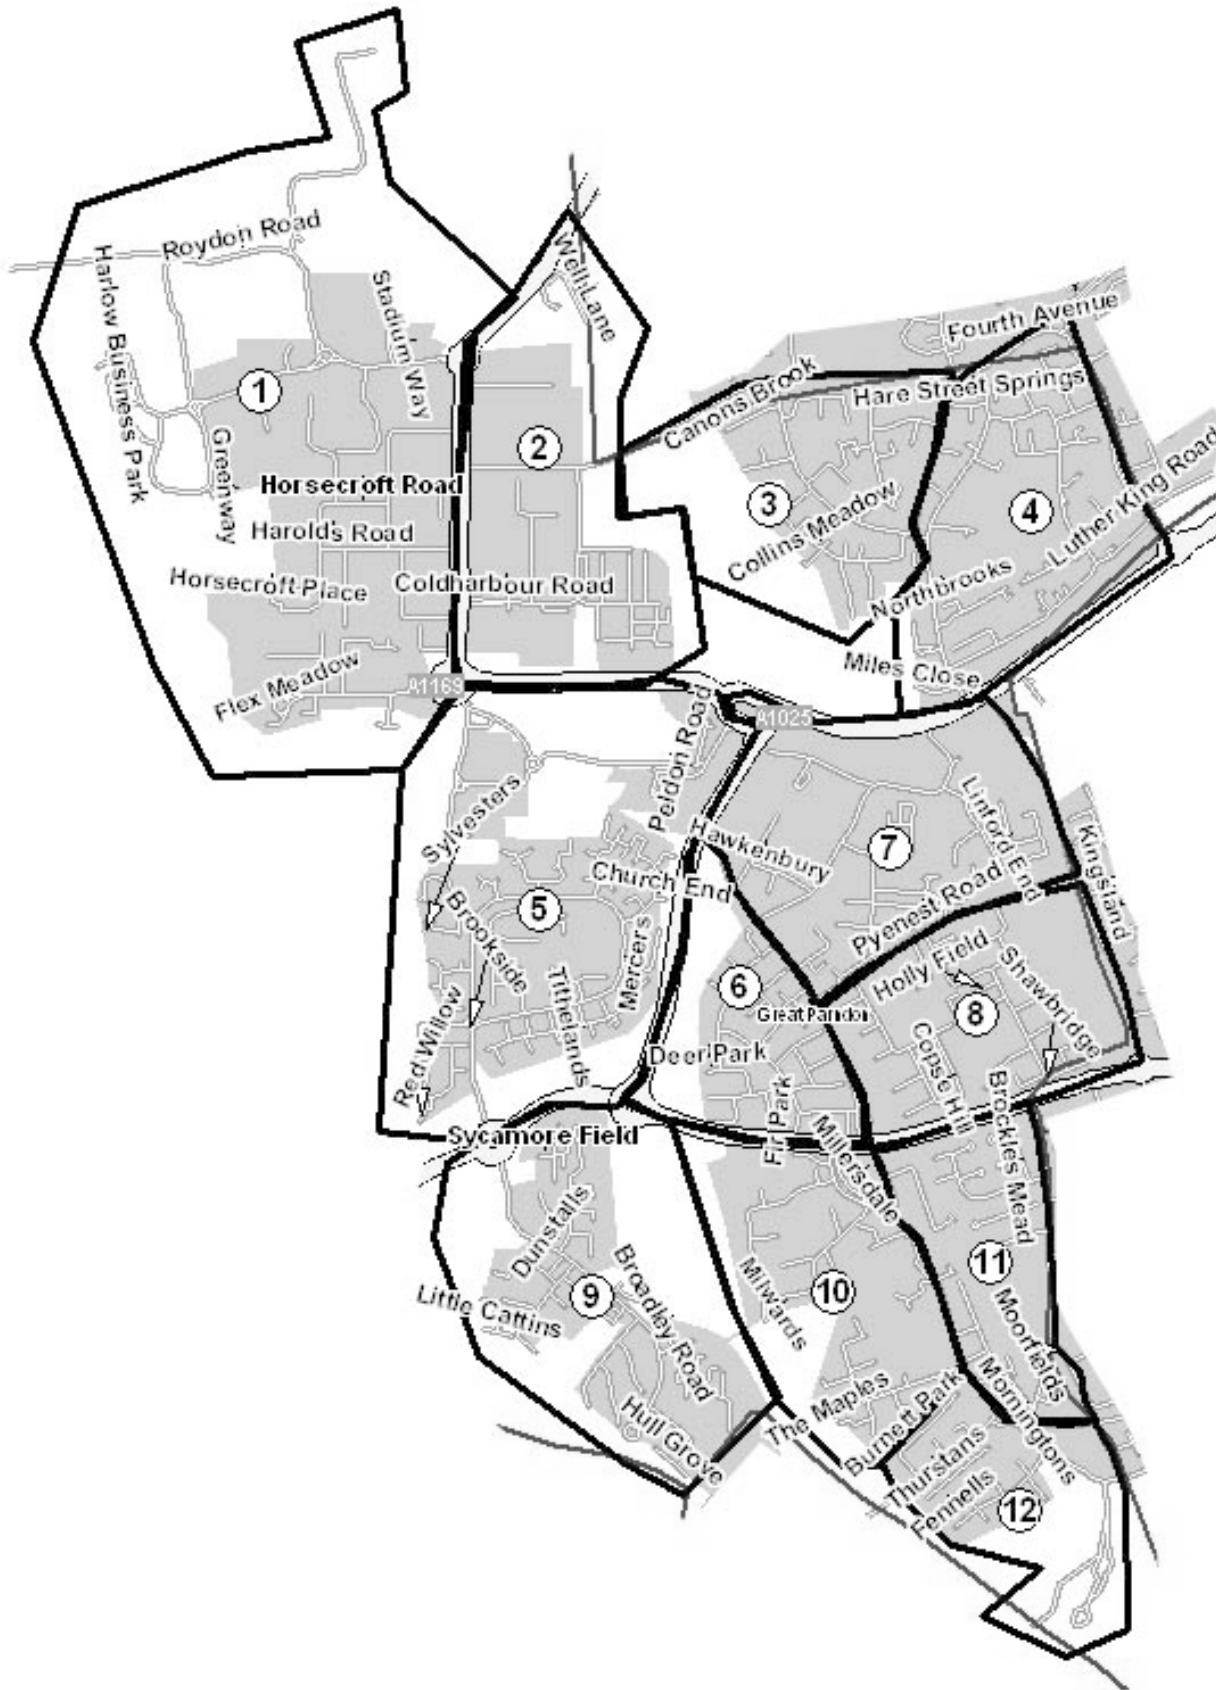 Roydon Road
Harlow Business Park
Stadium Way
Well Lane
Fourth Avenue
Canons Brook
Hare Street Springs
1
2
Greenway
Horsecroft Road
3
4
Collins Meadow
Luther King Road
Harold's Road
Horsecroft Place
Coldharbour Road
Northbrooks
Flex Meadow
Miles Close
A1169
A1025
Peldon Road
Sylvesters
Hawkenbury
7
Linford End
Kingsland
Church End
Pyenest Road
5
Brookside
Mercers
Tithelands
6
Holly Field
Shawbridge
Great Parndon
8
Red Willow
Deer Park
Copse Hill
Fir Park
Brockles Mead
Sycamore Field
Millersdale
Dunstalls
Broadley Road
Little Cattins
9
Milwards
10
11
Moorfields
Hull Grove
The Maples
Burnett Park
Morningtons
Thurstans
Fennells
12